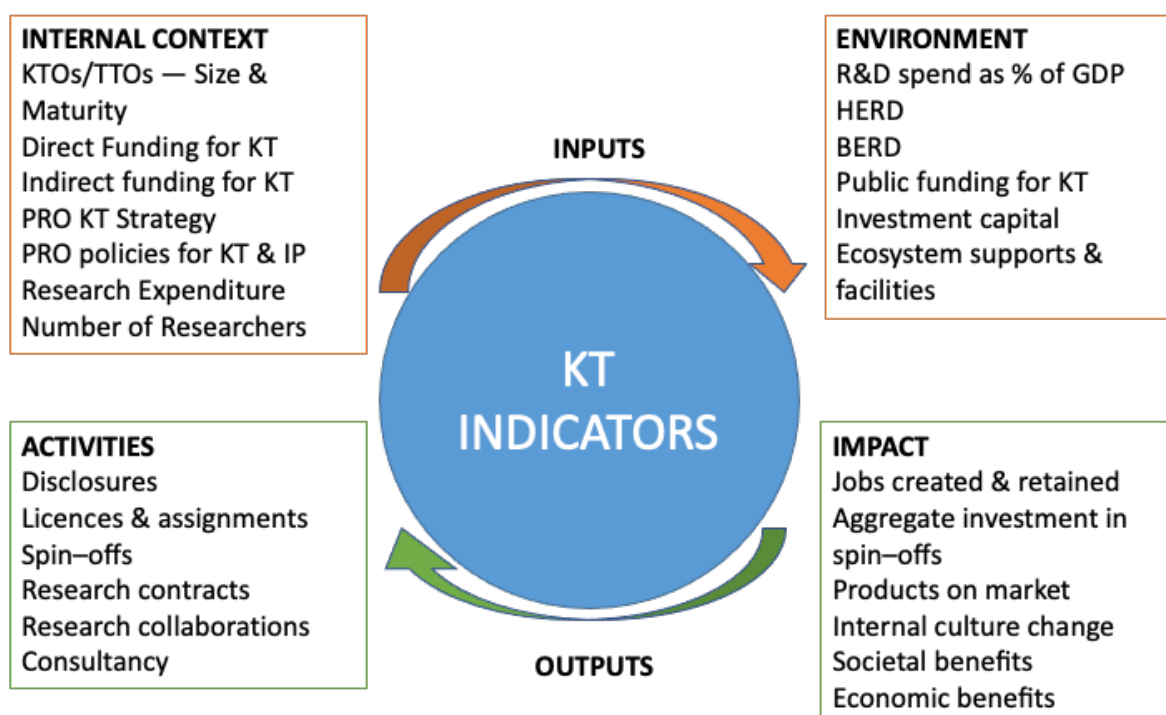 INTERNAL CONTEXT
KTOs/TTOs — Size &
Maturity
Direct Funding for KT
Indirect funding for KT
PRO KT Strategy
PRO policies for KT & IP
Research Expenditure
Number of Researchers
INPUTS
ENVIRONMENT
R&D spend as % of GDP
HERD
BERD
Public funding for KT
Investment capital
Ecosystem supports &
facilities
KT
INDICATORS
ACTIVITIES
Disclosures
Licences & assignments
Spin–offs
Research contracts
Research collaborations
Consultancy
OUTPUTS
IMPACT
Jobs created & retained
Aggregate investment in
spin–offs
Products on market
Internal culture change
Societal benefits
Economic benefits